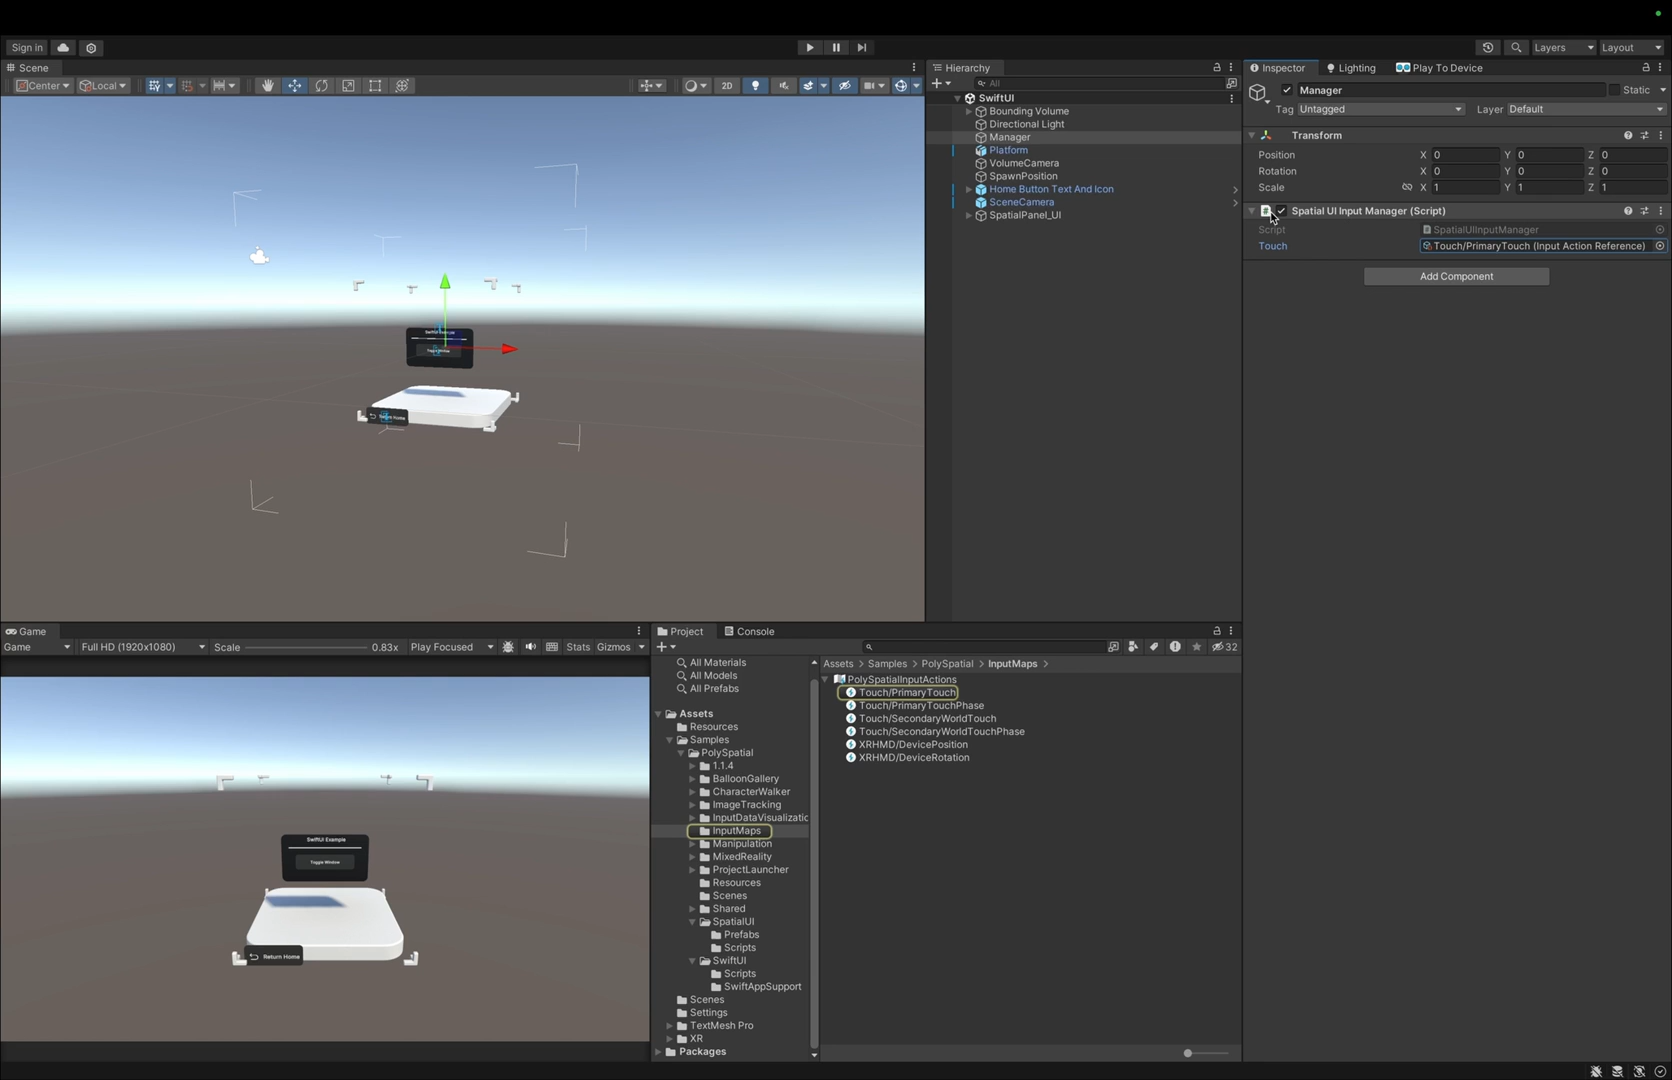 Sign in
Layers
Layout
Scene
Center
Local
2D
Hierarchy
All
SwiftUI
Bounding Volume
Directional Light
Manager
Platform
VolumeCamera
SpawnPosition
Home Button Text And Icon
SceneCamera
SpatialPanel_UI
Inspector
Lighting
Play To Device
Manager
Static
Tag Untagged
Layer Default
Transform
Position X 0 Y 0 Z 0
Rotation X 0 Y 0 Z 0
Scale X 1 Y 1 Z 1
Spatial UI Input Manager (Script)
Script SpatialUIInputManager
Touch Touch/PrimaryTouch (Input Action Reference)
Add Component
Toggle Window
Return Home
Game
Game
Full HD (1920x1080)
Scale 0.83x
Play Focused
Stats
Gizmos
SwiftUI Example
Toggle Window
Return Home
Project
Console
32
All Materials
All Models
All Prefabs
Assets
Resources
Samples
PolySpatial
1.1.4
BalloonGallery
CharacterWalker
ImageTracking
InputDataVisualizatio
InputMaps
Manipulation
MixedReality
ProjectLauncher
Resources
Scenes
Shared
SpatialUI
Prefabs
Scripts
SwiftUI
Scripts
SwiftAppSupport
Scenes
Settings
TextMesh Pro
XR
Packages
Assets > Samples > PolySpatial > InputMaps >
PolySpatialInputActions
Touch/PrimaryTouch
Touch/PrimaryTouchPhase
Touch/SecondaryWorldTouch
Touch/SecondaryWorldTouchPhase
XRHMD/DevicePosition
XRHMD/DeviceRotation